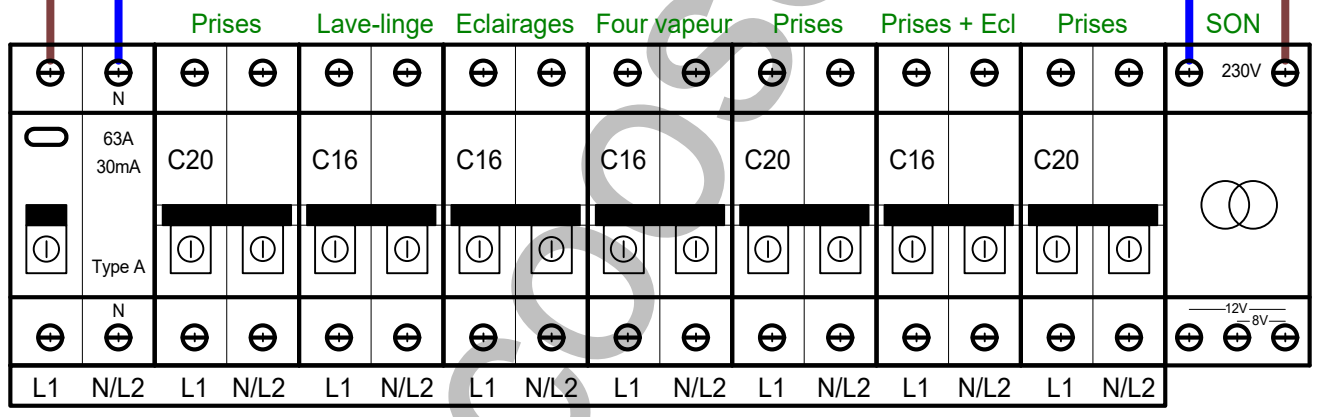 Prises Lave-linge Eclairages Four vapeur Prises Prises + Ecl Prises SON
230V
N
63A
30mA
C20 C16 C16 C16 C20 C16 C20
Type A
N
12V
8V
L1 N/L2 L1 N/L2 L1 N/L2 L1 N/L2 L1 N/L2 L1 N/L2 L1 N/L2 L1 N/L2